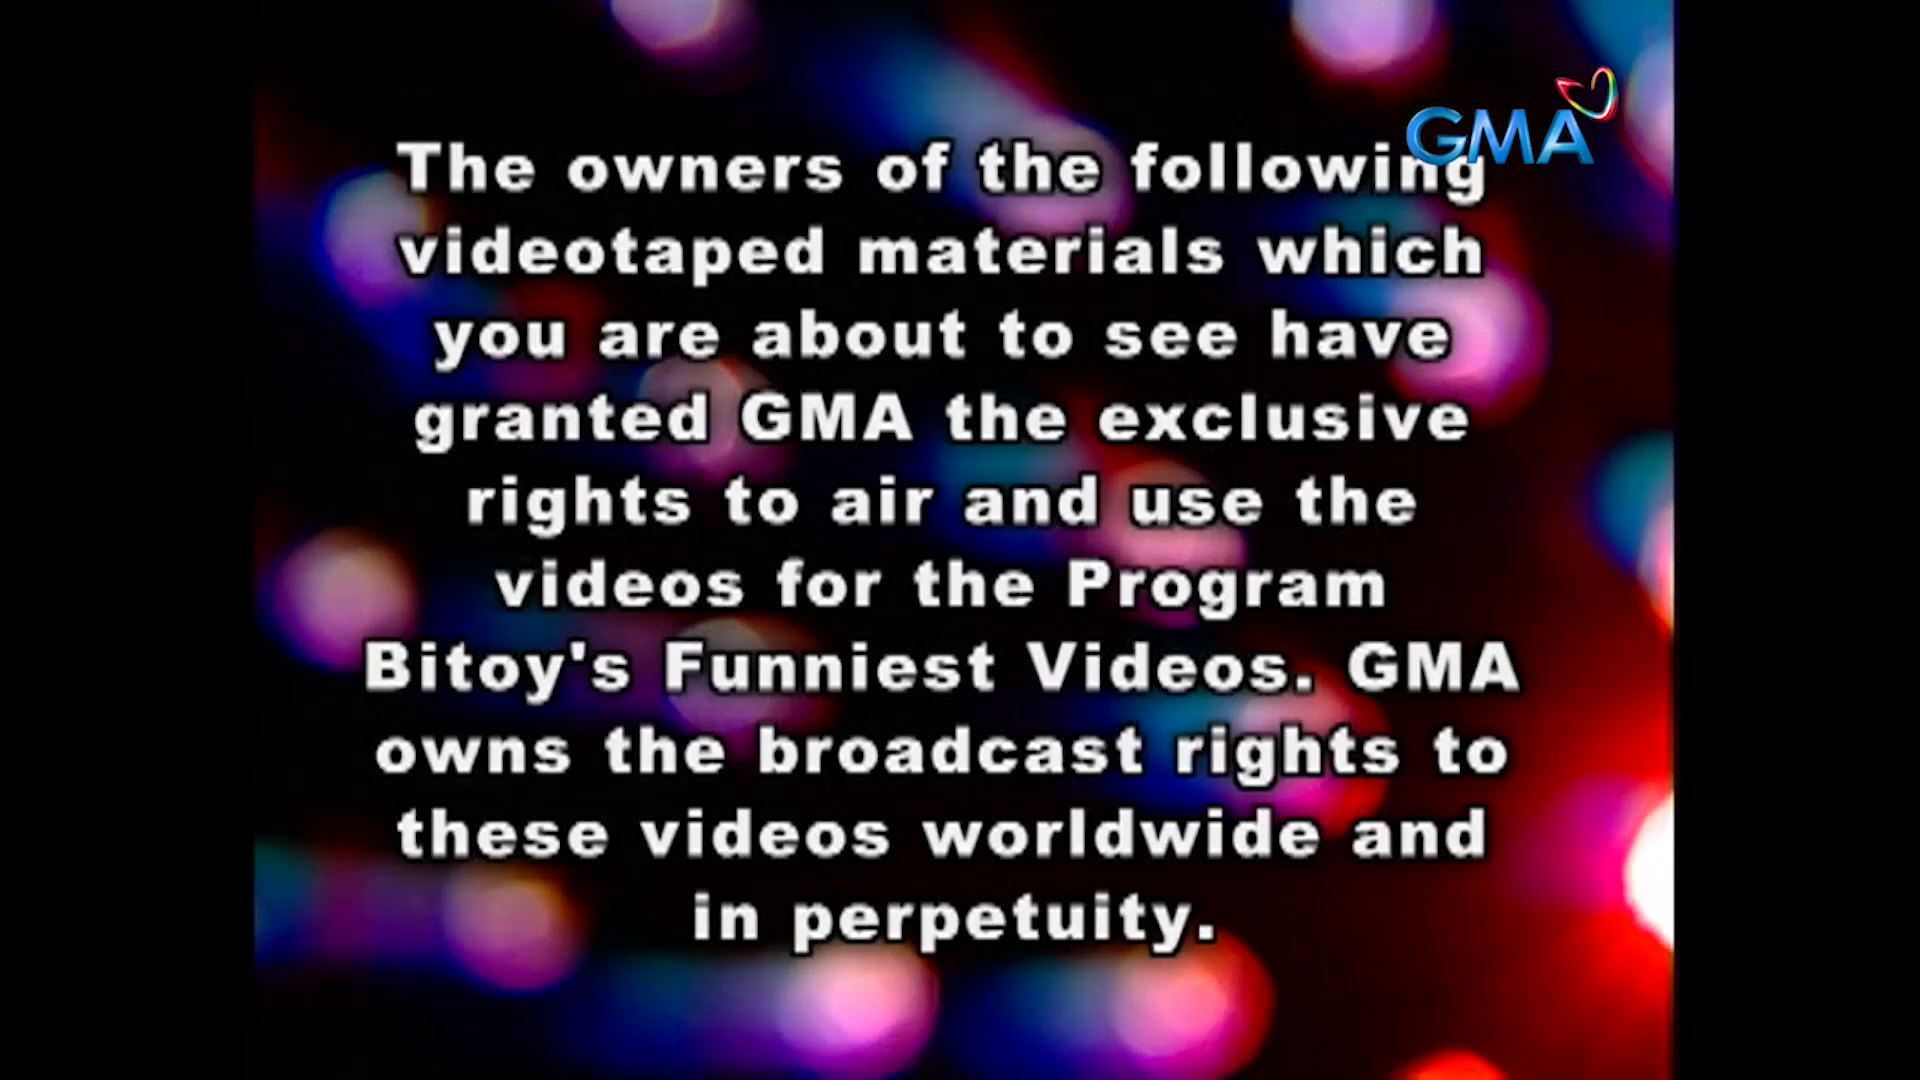 GMA
The owners of the following
videotaped materials which
you are about to see have
granted GMA the exclusive
rights to air and use the
videos for the Program
Bitoy's Funniest Videos. GMA
owns the broadcast rights to
these videos worldwide and
in perpetuity.